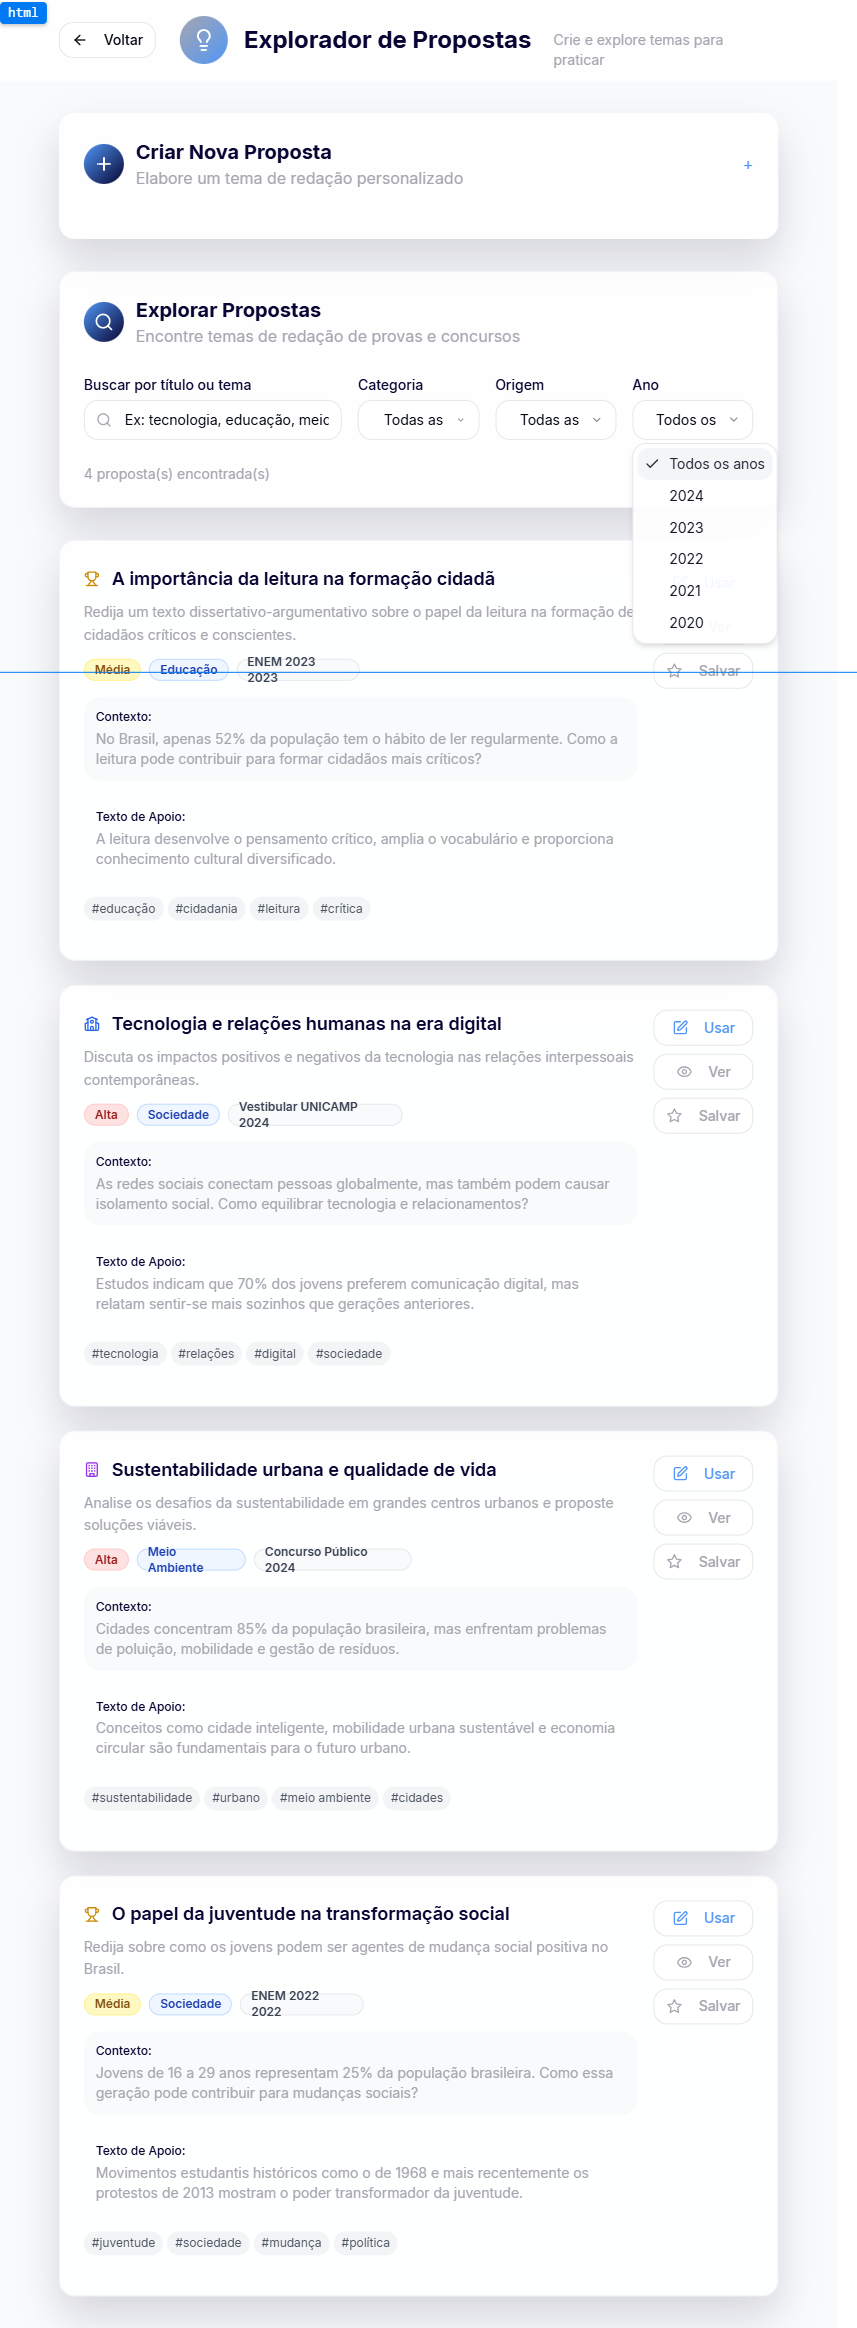 html
Voltar
Explorador de Propostas
Crie e explore temas para
praticar
Criar Nova Proposta
Elabore um tema de redação personalizado
+
Explorar Propostas
Encontre temas de redação de provas e concursos
Buscar por título ou tema
Categoria
Origem
Ano
Ex: tecnologia, educação, meio
Todas as
Todas as
Todos os
4 proposta(s) encontrada(s)
Todos os anos
2024
2023
2022
2021
2020
A importância da leitura na formação cidadã
Usar
Redija um texto dissertativo-argumentativo sobre o papel da leitura na formação de
cidadãos críticos e conscientes.
Ver
Média
Educação
ENEM 2023
2023
Salvar
Contexto:
No Brasil, apenas 52% da população tem o hábito de ler regularmente. Como a
leitura pode contribuir para formar cidadãos mais críticos?
Texto de Apoio:
A leitura desenvolve o pensamento crítico, amplia o vocabulário e proporciona
conhecimento cultural diversificado.
#educação #cidadania #leitura #crítica
Tecnologia e relações humanas na era digital
Usar
Discuta os impactos positivos e negativos da tecnologia nas relações interpessoais
contemporâneas.
Ver
Alta
Sociedade
Vestibular UNICAMP
2024
Salvar
Contexto:
As redes sociais conectam pessoas globalmente, mas também podem causar
isolamento social. Como equilibrar tecnologia e relacionamentos?
Texto de Apoio:
Estudos indicam que 70% dos jovens preferem comunicação digital, mas
relatam sentir-se mais sozinhos que gerações anteriores.
#tecnologia #relações #digital #sociedade
Sustentabilidade urbana e qualidade de vida
Usar
Analise os desafios da sustentabilidade em grandes centros urbanos e proposte
soluções viáveis.
Ver
Alta
Meio
Ambiente
Concurso Público
2024
Salvar
Contexto:
Cidades concentram 85% da população brasileira, mas enfrentam problemas
de poluição, mobilidade e gestão de resíduos.
Texto de Apoio:
Conceitos como cidade inteligente, mobilidade urbana sustentável e economia
circular são fundamentais para o futuro urbano.
#sustentabilidade #urbano #meio ambiente #cidades
O papel da juventude na transformação social
Usar
Redija sobre como os jovens podem ser agentes de mudança social positiva no
Brasil.
Ver
Média
Sociedade
ENEM 2022
2022
Salvar
Contexto:
Jovens de 16 a 29 anos representam 25% da população brasileira. Como essa
geração pode contribuir para mudanças sociais?
Texto de Apoio:
Movimentos estudantis históricos como o de 1968 e mais recentemente os
protestos de 2013 mostram o poder transformador da juventude.
#juventude #sociedade #mudança #política